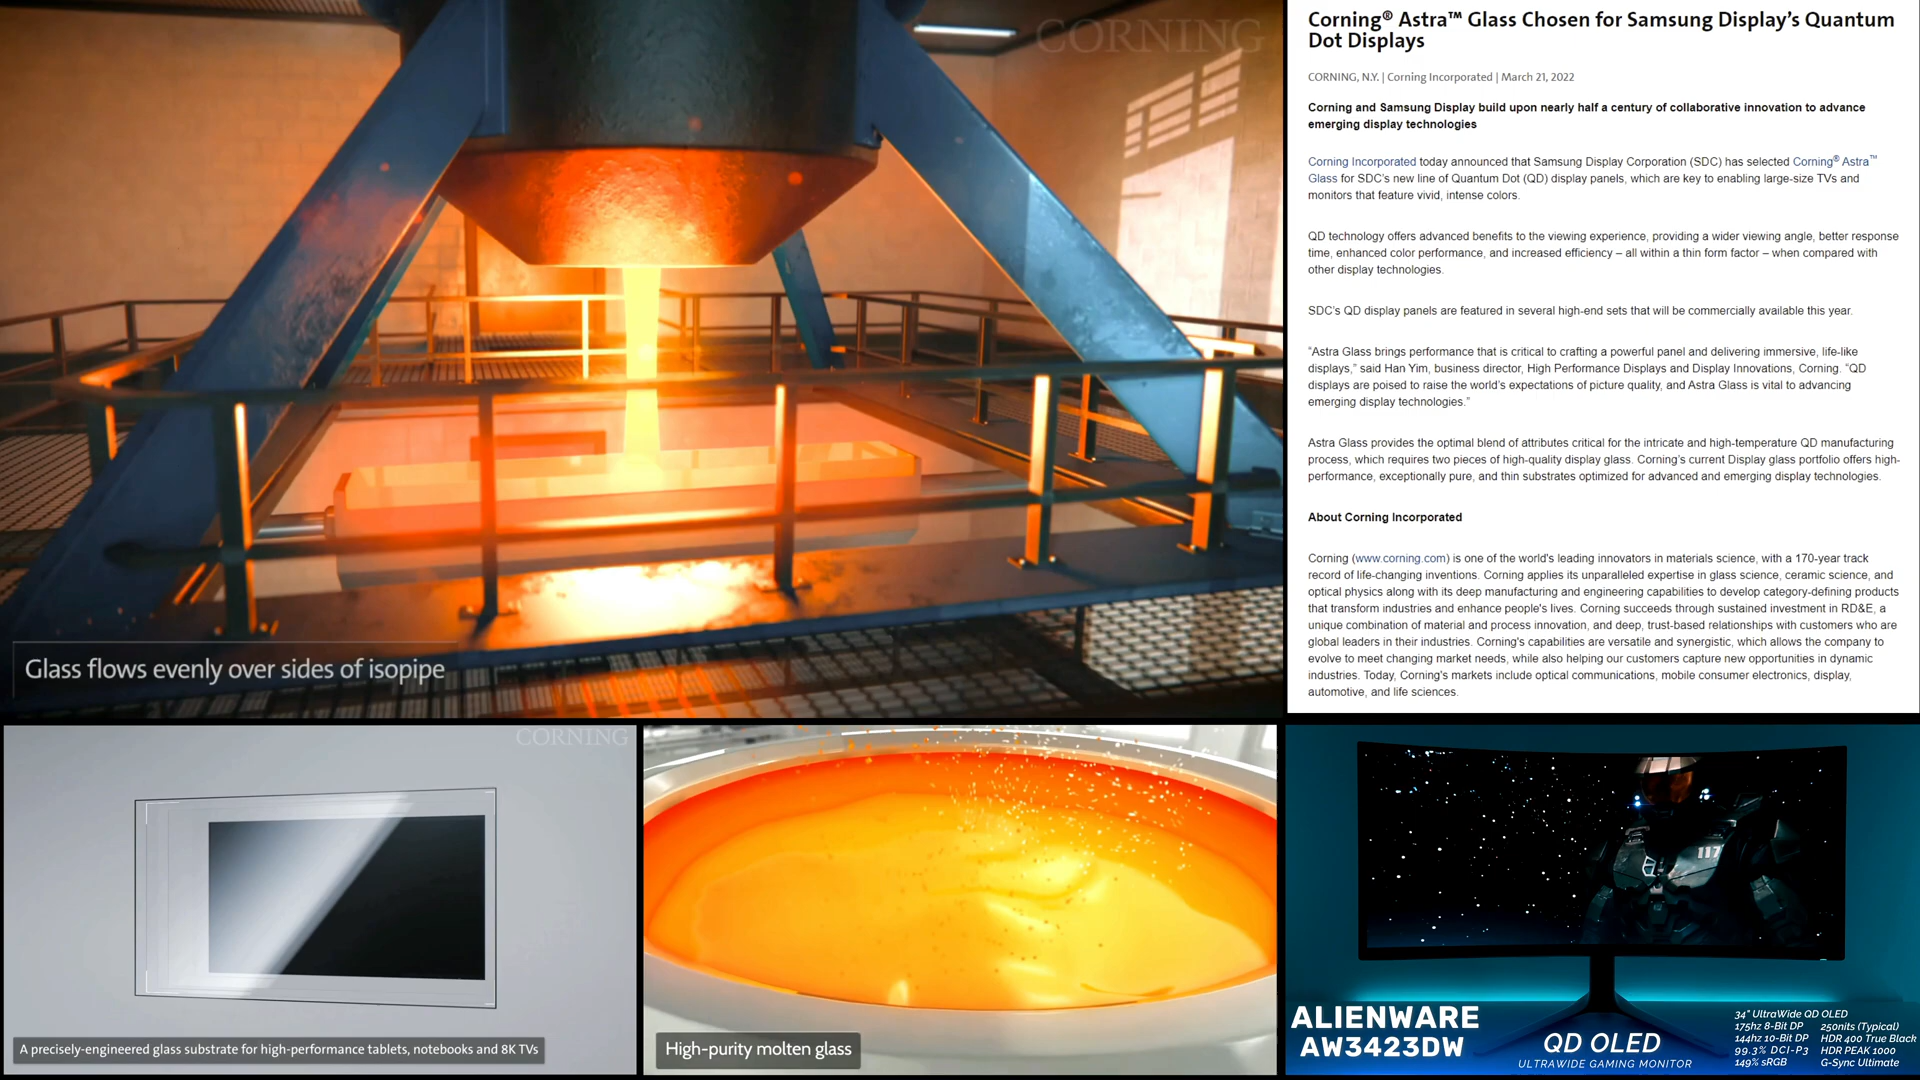 CORNING
Glass flows evenly over sides of isopipe
Corning® Astra™ Glass Chosen for Samsung Display’s Quantum
Dot Displays
CORNING, N.Y. | Corning Incorporated | March 21, 2022
Corning and Samsung Display build upon nearly half a century of collaborative innovation to advance
emerging display technologies
Corning Incorporated today announced that Samsung Display Corporation (SDC) has selected Corning® Astra™
Glass for SDC’s new line of Quantum Dot (QD) display panels, which are key to enabling large-size TVs and
monitors that feature vivid, intense colors.
QD technology offers advanced benefits to the viewing experience, providing a wider viewing angle, better response
time, enhanced color performance, and increased efficiency – all within a thin form factor – when compared with
other display technologies.
SDC’s QD display panels are featured in several high-end sets that will be commercially available this year.
“Astra Glass brings performance that is critical to crafting a powerful panel and delivering immersive, life-like
displays,” said Han Yim, business director, High Performance Displays and Display Innovations, Corning. “QD
displays are poised to raise the world’s expectations of picture quality, and Astra Glass is vital to advancing
emerging display technologies.”
Astra Glass provides the optimal blend of attributes critical for the intricate and high-temperature QD manufacturing
process, which requires two pieces of high-quality display glass. Corning’s current Display glass portfolio offers high-
performance, exceptionally pure, and thin substrates optimized for advanced and emerging display technologies.
About Corning Incorporated
Corning (www.corning.com) is one of the world's leading innovators in materials science, with a 170-year track
record of life-changing inventions. Corning applies its unparalleled expertise in glass science, ceramic science, and
optical physics along with its deep manufacturing and engineering capabilities to develop category-defining products
that transform industries and enhance people's lives. Corning succeeds through sustained investment in RD&E, a
unique combination of material and process innovation, and deep, trust-based relationships with customers who are
global leaders in their industries. Corning's capabilities are versatile and synergistic, which allows the company to
evolve to meet changing market needs, while also helping our customers capture new opportunities in dynamic
industries. Today, Corning's markets include optical communications, mobile consumer electronics, display,
automotive, and life sciences.
CORNING
A precisely-engineered glass substrate for high-performance tablets, notebooks and 8K TVs
High-purity molten glass
117
ALIENWARE
AW3423DW
QD OLED
ULTRAWIDE GAMING MONITOR
34" UltraWide QD OLED
175hz 8-Bit DP
144hz 10-Bit DP
99.3% DCI-P3
149% sRGB
250nits (Typical)
HDR 400 True Black
HDR PEAK 1000
G-Sync Ultimate